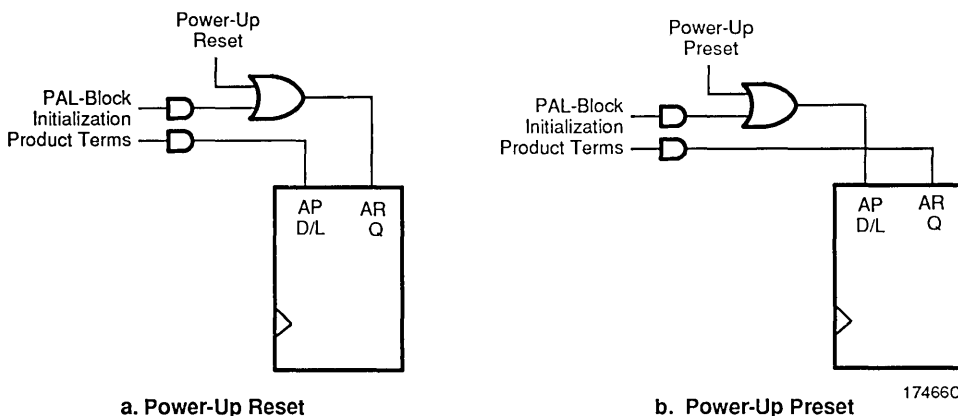 Power-Up
Reset
PAL-Block
Initialization
Product Terms
AP
AR
D/L
Q
a. Power-Up Reset
Power-Up
Preset
PAL-Block
Initialization
Product Terms
AP
AR
D/L
Q
b. Power-Up Preset
17466C